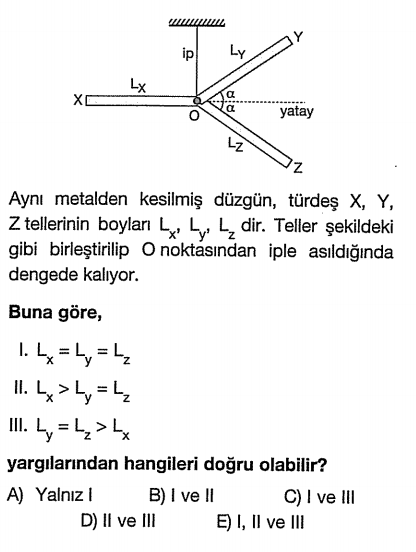 ip
L_Y
Y
L_X
X
α
α
O
yatay
L_Z
Z
Aynı metalden kesilmiş düzgün, türdeş X, Y,
Z tellerinin boyları L_x, L_y, L_z dir. Teller şekildeki
gibi birleştirilip O noktasından iple asıldığında
dengede kalıyor.
Buna göre,
I. L_x = L_y = L_z
II. L_x > L_y = L_z
III. L_y = L_z > L_x
yargılarından hangileri doğru olabilir?
A) Yalnız I B) I ve II C) I ve III
D) II ve III E) I, II ve III